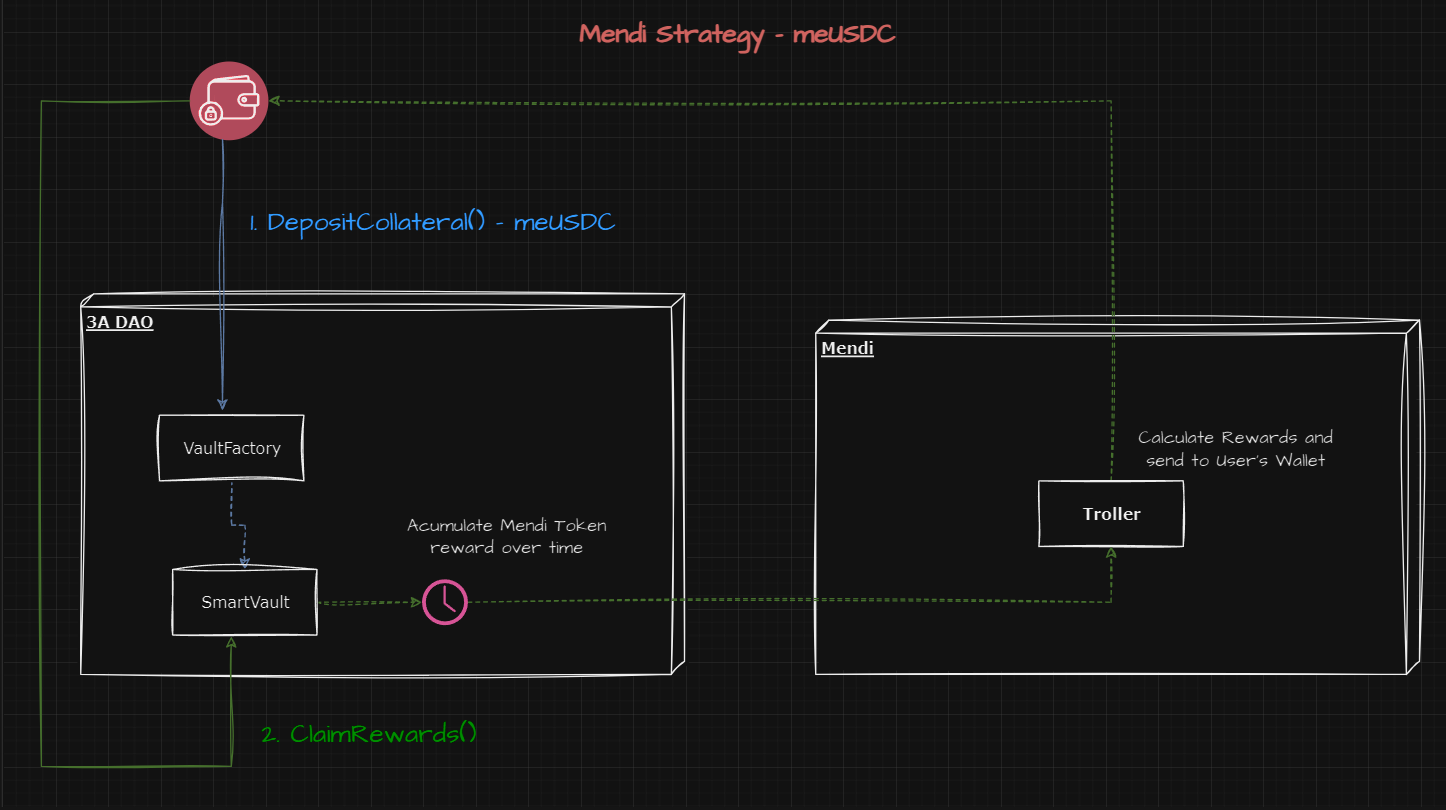 Mendi Strategy - meUSDC
1. DepositCollateral() - meUSDC
3A DAO
Mendi
VaultFactory
Calculate Rewards and
send to User's Wallet
Troller
Acumulate Mendi Token
reward over time
SmartVault
2. ClaimRewards()